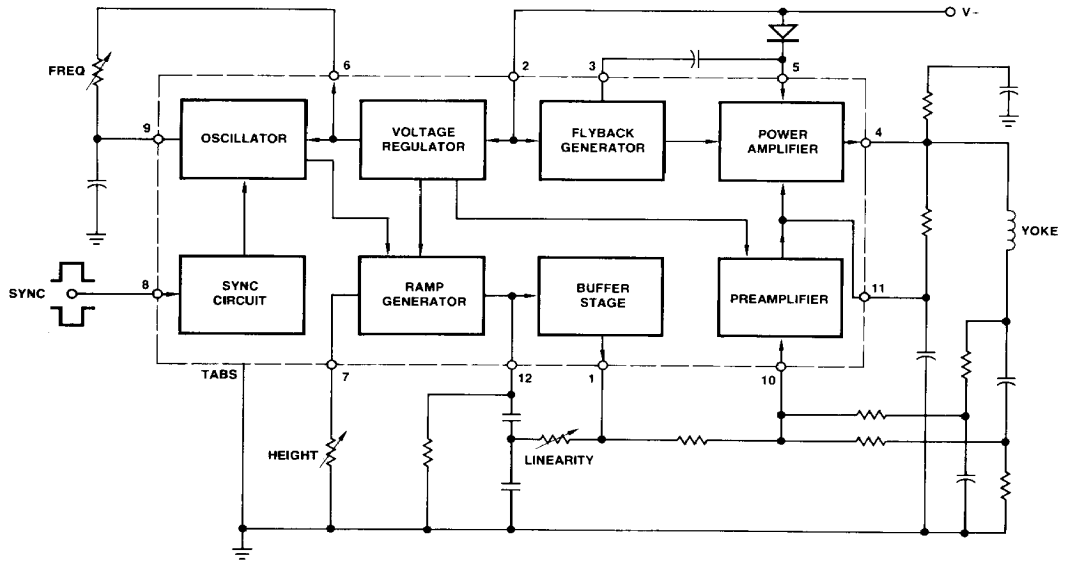 V-
6
2
3
5
FREQ
9
OSCILLATOR
VOLTAGE
REGULATOR
FLYBACK
GENERATOR
POWER
AMPLIFIER
4
YOKE
SYNC
8
SYNC
CIRCUIT
RAMP
GENERATOR
BUFFER
STAGE
PREAMPLIFIER
11
TABS
7
12
1
10
HEIGHT
LINEARITY